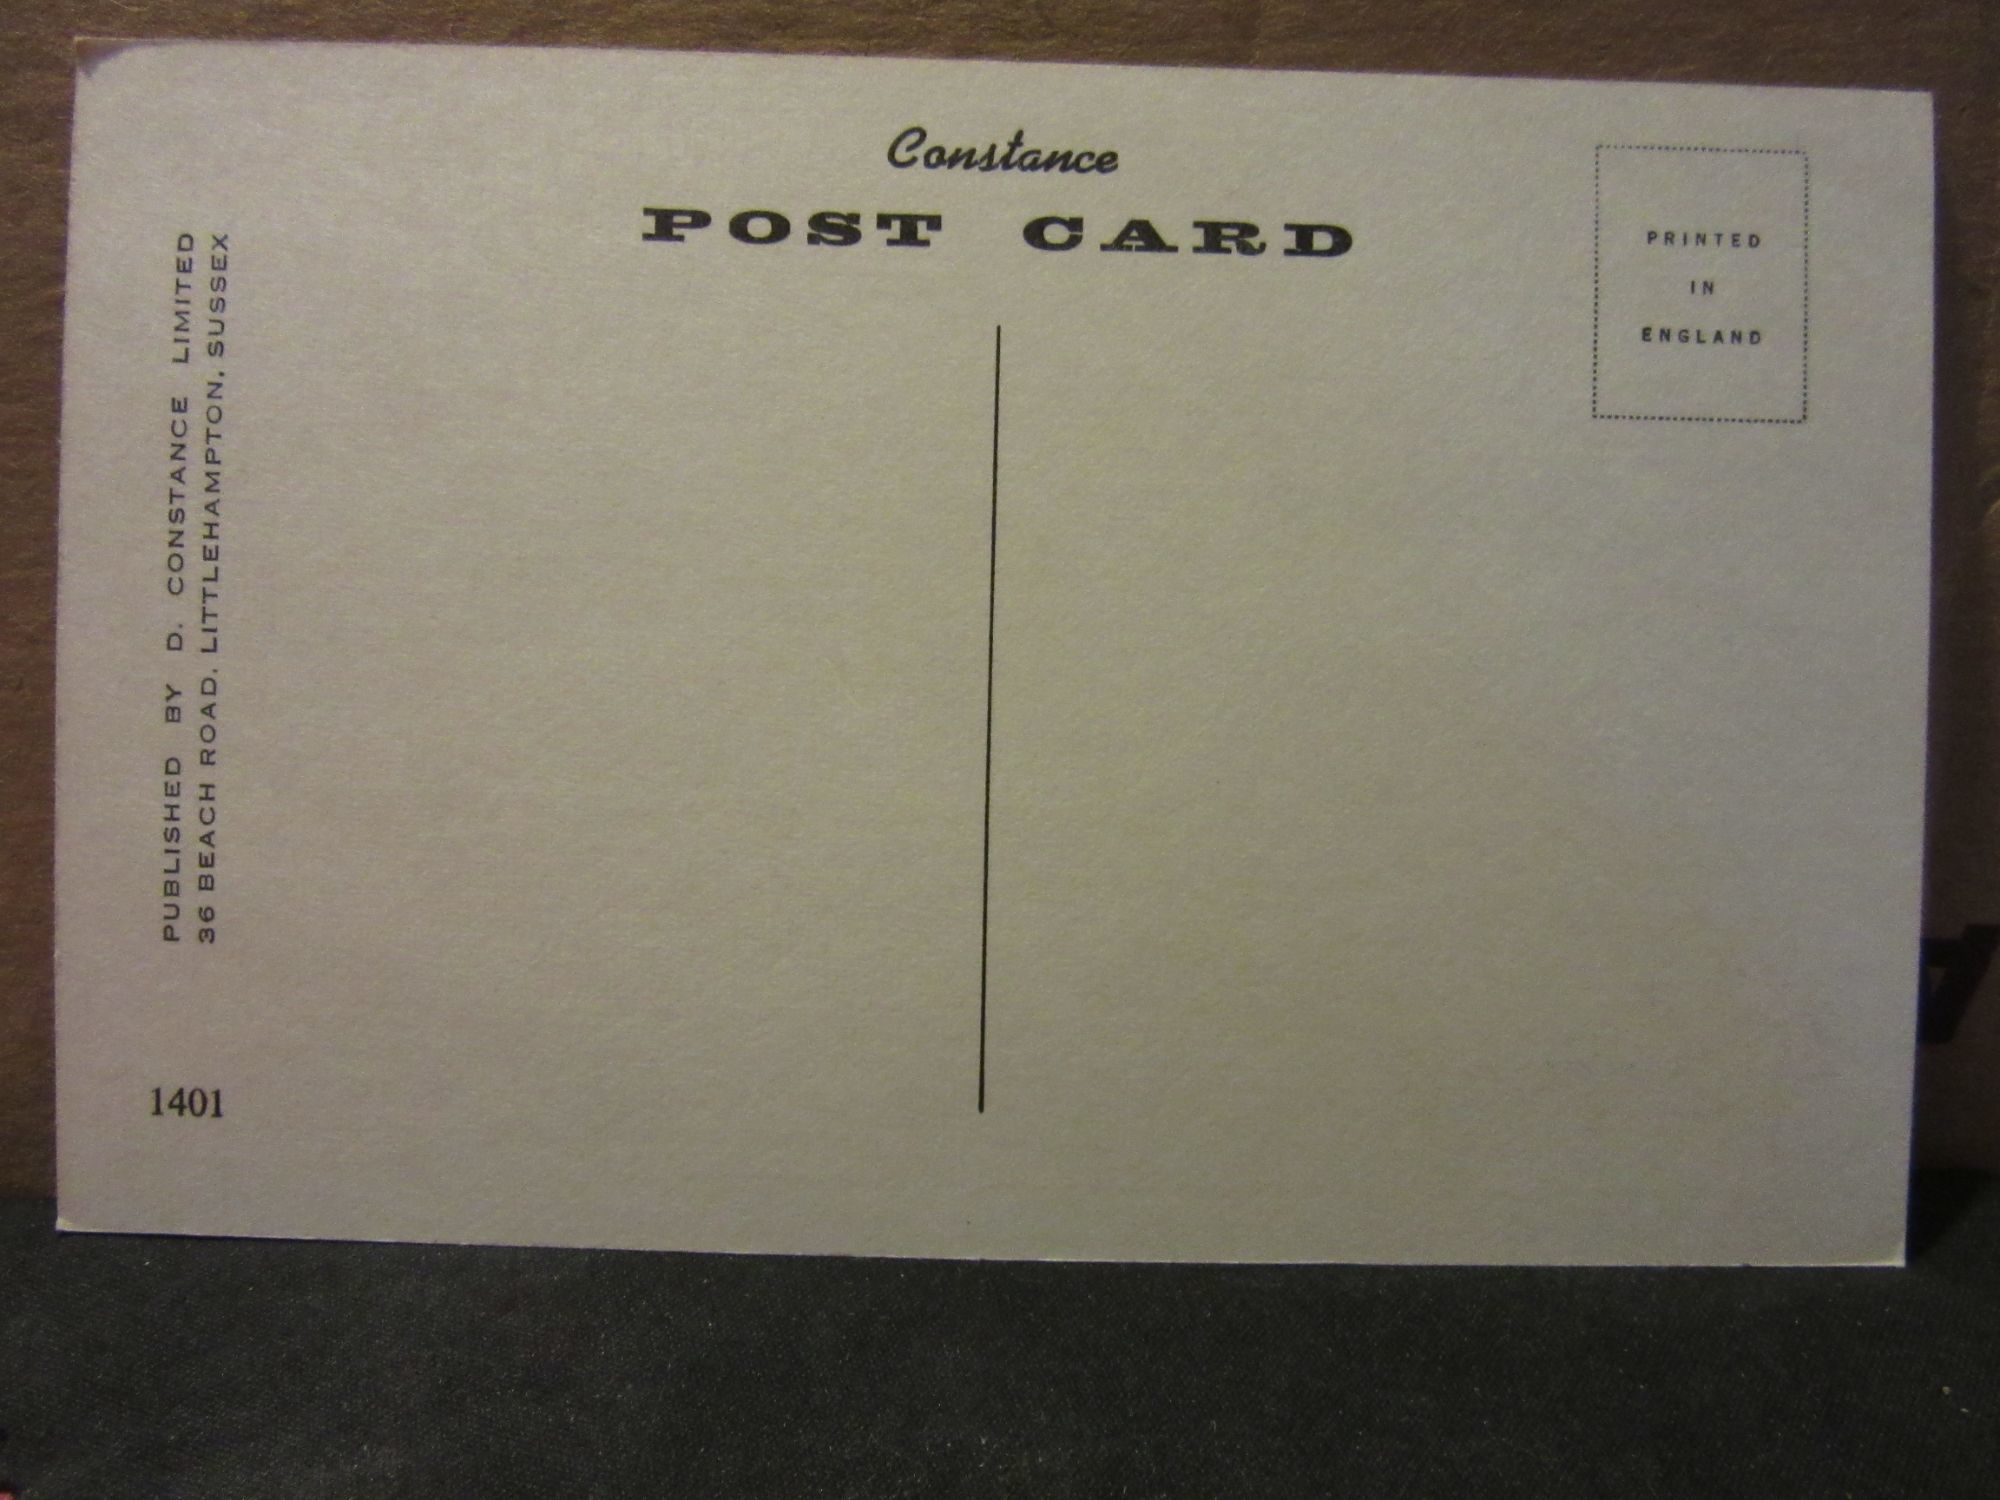 Constance
POST CARD
PRINTED
IN
ENGLAND
PUBLISHED BY D. CONSTANCE LIMITED
36 BEACH ROAD, LITTLEHAMPTON, SUSSEX
1401